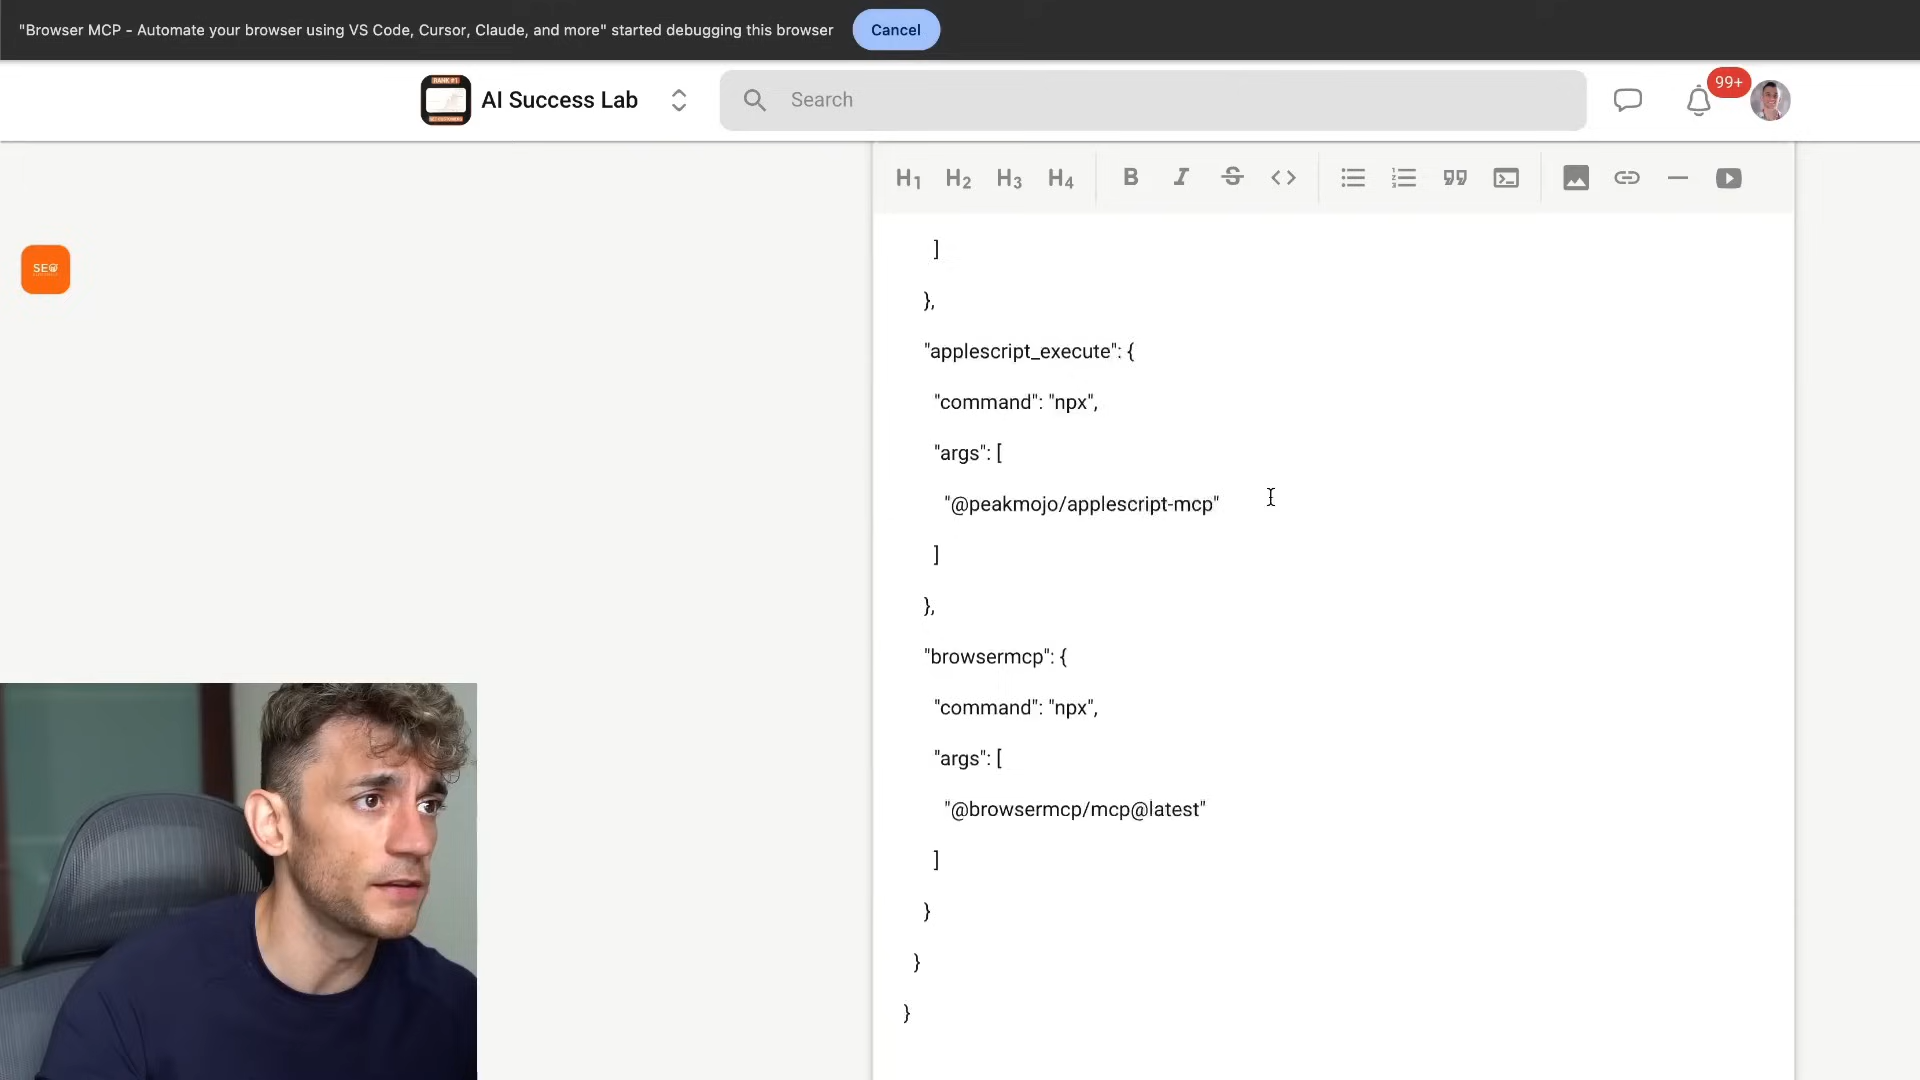 "Browser MCP - Automate your browser using VS Code, Cursor, Claude, and more" started debugging this browser
Cancel
RANK #1
AI Success Lab
Search
99+
H1 H2 H3 H4 B I S
SEO
]
},
"applescript_execute": {
"command": "npx",
"args": [
"@peakmojo/applescript-mcp"
]
},
"browsermcp": {
"command": "npx",
"args": [
"@browsermcp/mcp@latest"
]
}
}
}